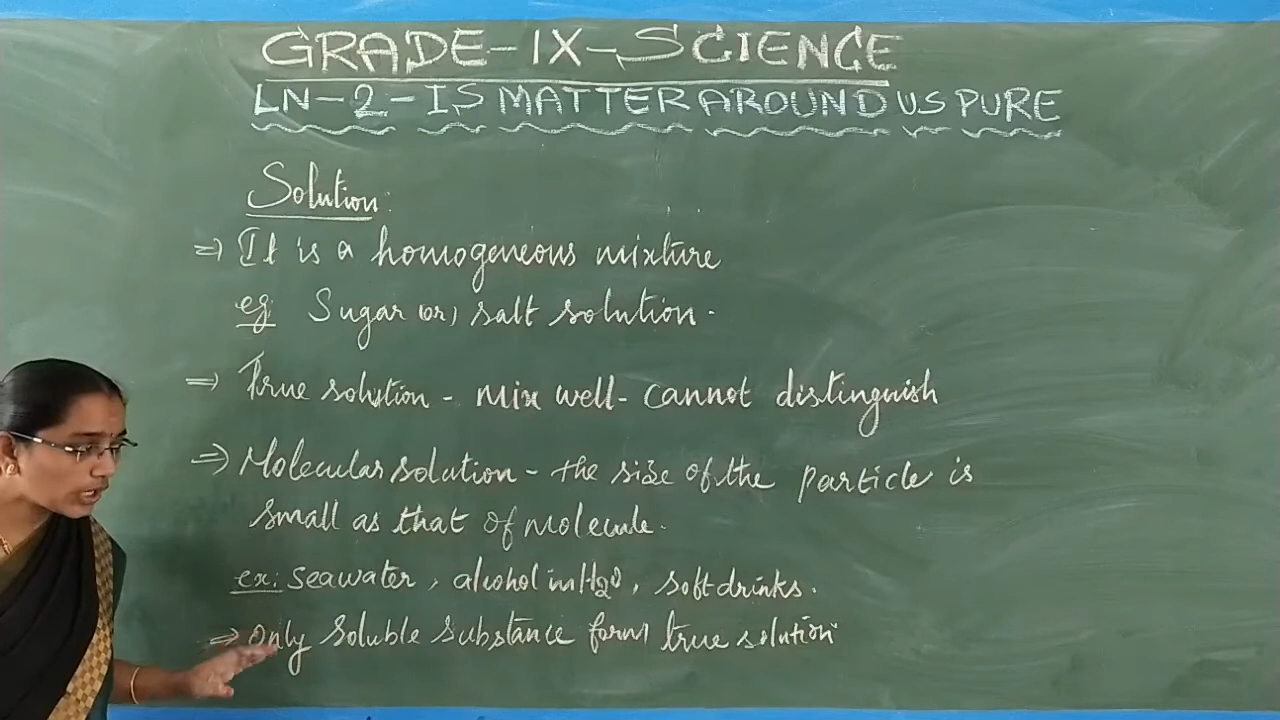 GRADE-IX-SCIENCE
LN-2-IS MATTER AROUND US PURE
Solution:
⇒ It is a homogeneous mixture
eg Sugar (or) salt solution.
⇒ True solution - mix well - cannot distinguish
⇒ Molecular solution - the size of the particle is
small as that of molecule.
ex: seawater, alcohol in H2O, soft drinks.
⇒ Only soluble substance form true solution